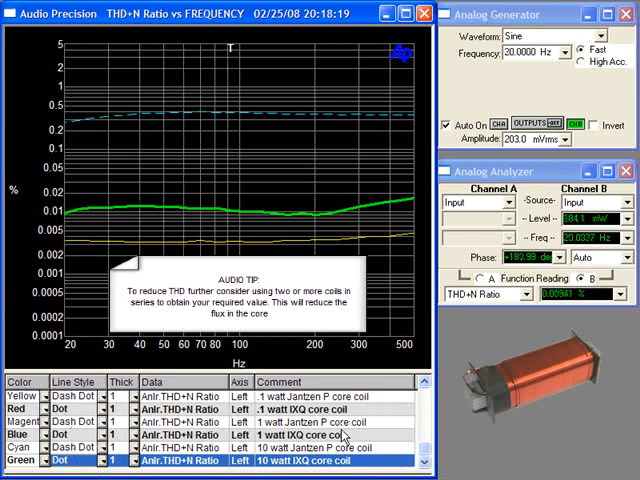 Audio Precision THD+N Ratio vs FREQUENCY 02/25/08 20:18:19
T
Ap
5
2
1
0.5
0.2
0.1
0.05
0.02
0.01
0.005
0.002
0.001
0.0005
0.0002
0.0001
%
20 30 40 50 60 70 80 100 200 300 500
Hz
AUDIO TIP:
To reduce THD further consider using two or more coils in
series to obtain your required value. This will reduce the
flux in the core
Color Line Style Thick Data Axis Left Comment
Yellow Dash Dot 1 Anlr.THD+N Ratio Left .1 watt Jantzen P core coil
Red Dot 1 Anlr.THD+N Ratio Left .1 watt IXQ core coil
Magent Dash Dot 1 Anlr.THD+N Ratio Left 1 watt Jantzen P core coil
Blue Dot 1 Anlr.THD+N Ratio Left 1 watt IXQ core coil
Cyan Dash Dot 1 Anlr.THD+N Ratio Left 10 watt Jantzen P core coil
Green Dot 1 Anlr.THD+N Ratio Left 10 watt IXQ core coil
Analog Generator
Waveform: Sine
Frequency: 20.0000 Hz Fast
High Acc.
Auto On CHA OUTPUTS OFF CHB Invert
Amplitude: 203.0 mVrms
Analog Analyzer
Channel A Channel B
Input -Source- Input
-- Level -- mW
-- Freq -- Hz
Phase: deg Auto
A Function Reading B
THD+N Ratio %